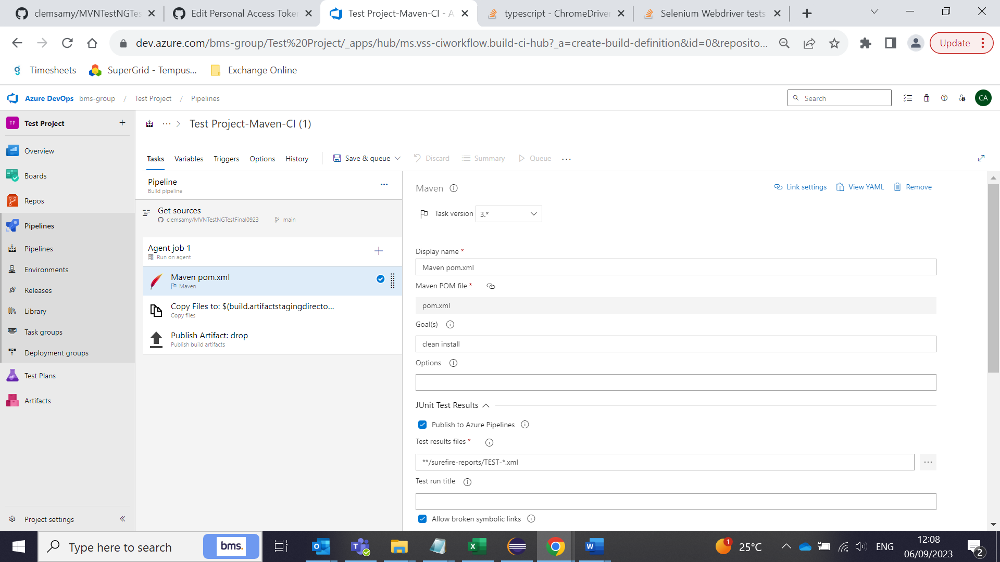 clemsamy/MVNTestNGTes
Edit Personal Access Toke
Test Project-Maven-CI - A
typescript - ChromeDriver
Selenium Webdriver tests
dev.azure.com/bms-group/Test%20Project/_apps/hub/ms.vss-ciworkflow.build-ci-hub?_a=create-build-definition&id=0&reposito...
Update
Timesheets
SuperGrid - Tempus...
Exchange Online
Azure DevOps bms-group / Test Project / Pipelines
Search
CA
TP Test Project
Test Project-Maven-CI (1)
Overview
Boards
Repos
Pipelines
Pipelines
Environments
Releases
Library
Task groups
Deployment groups
Test Plans
Artifacts
Project settings
Tasks Variables Triggers Options History Save & queue Discard Summary Queue
Pipeline
Build pipeline
Get sources
clemsamy/MVNTestNGTestFinal0923 main
Agent job 1
Run on agent
Maven pom.xml
Maven
Copy Files to: $(build.artifactstagingdirecto...
Copy files
Publish Artifact: drop
Publish build artifacts
Maven
Link settings View YAML Remove
Task version 3.*
Display name *
Maven pom.xml
Maven POM file *
pom.xml
Goal(s)
clean install
Options
JUnit Test Results
Publish to Azure Pipelines
Test results files *
**/surefire-reports/TEST-*.xml
Test run title
Allow broken symbolic links
Type here to search
bms.
1
25°C
ENG
12:08
06/09/2023
2